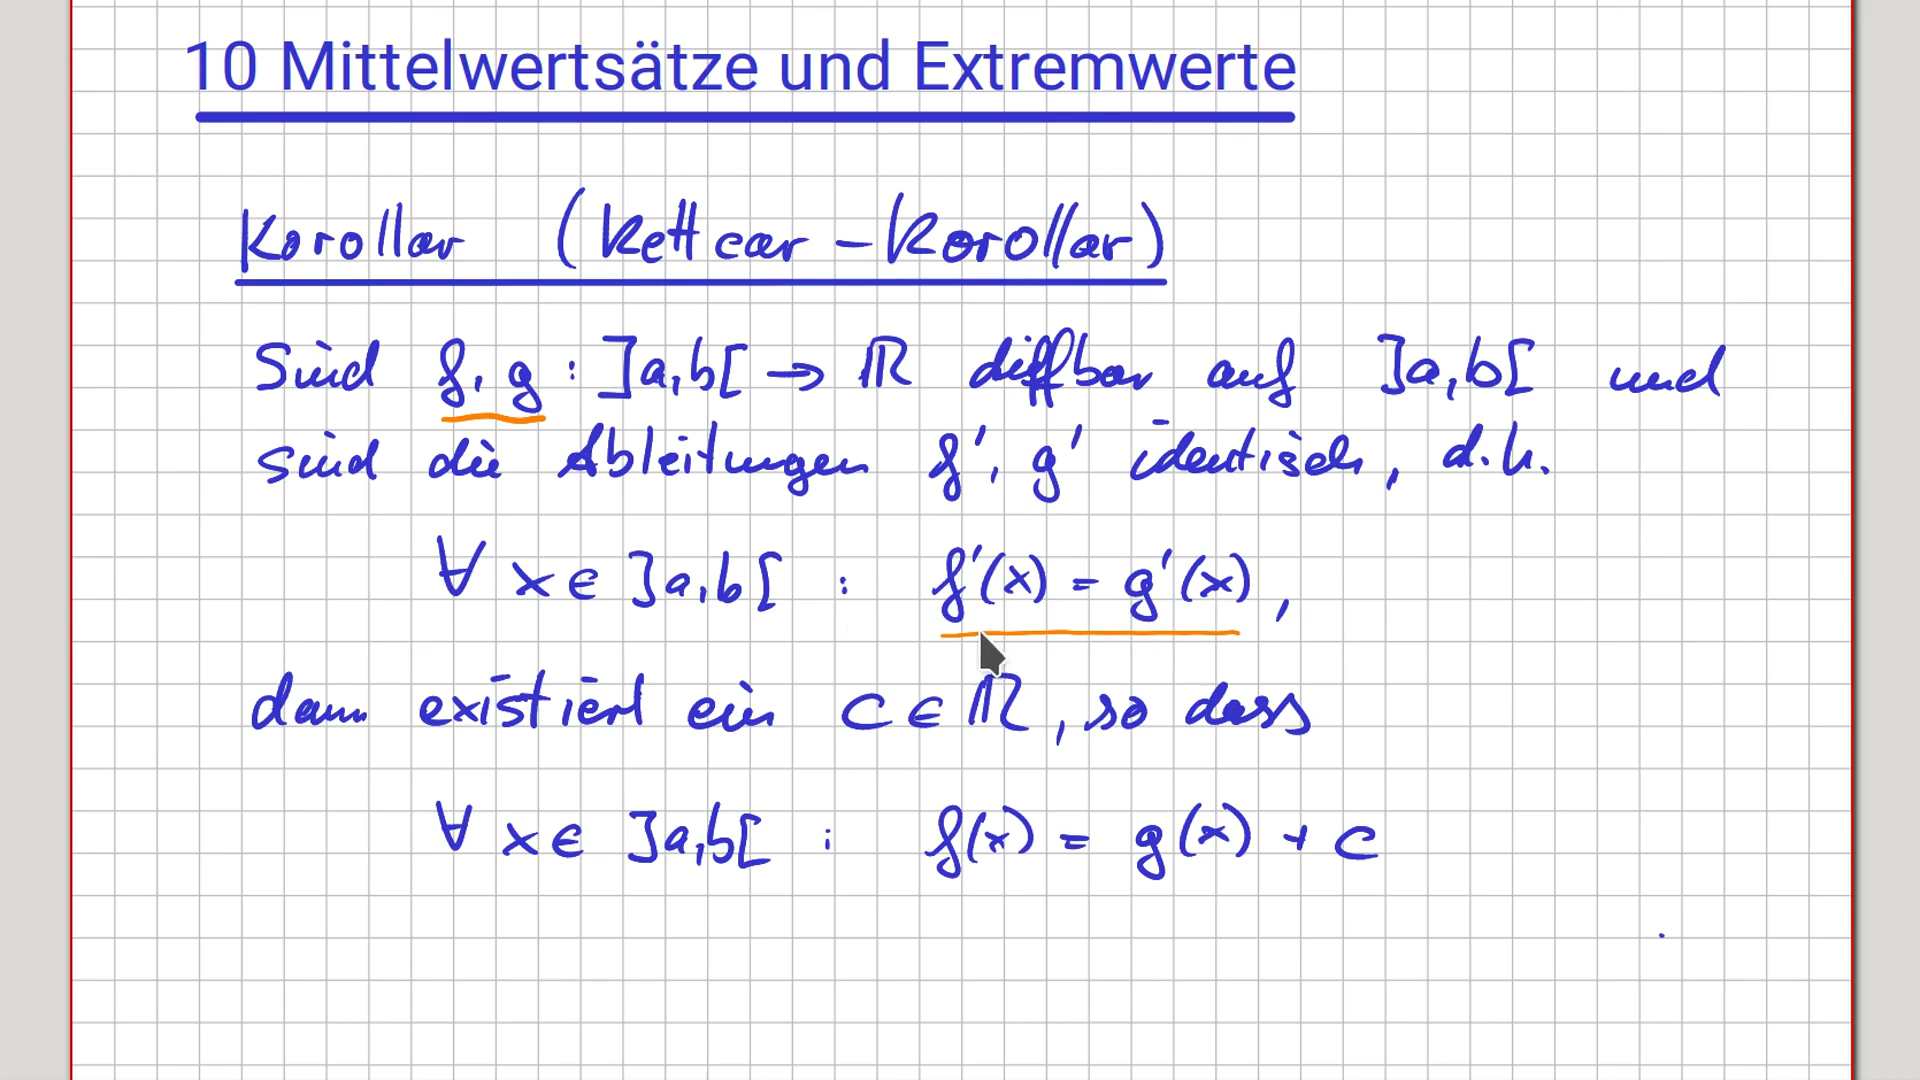 10 Mittelwertsätze und Extremwerte
Korollar (Kettcar-Korollar)
Sind f, g : ]a,b[ → ℝ diffbar auf ]a,b[ und
sind die Ableitungen f', g' identisch, d.h.
∀ x ∈ ]a,b[ : f'(x) = g'(x),
dann existiert ein c ∈ ℝ, so dass
∀ x ∈ ]a,b[ : f(x) = g(x) + c